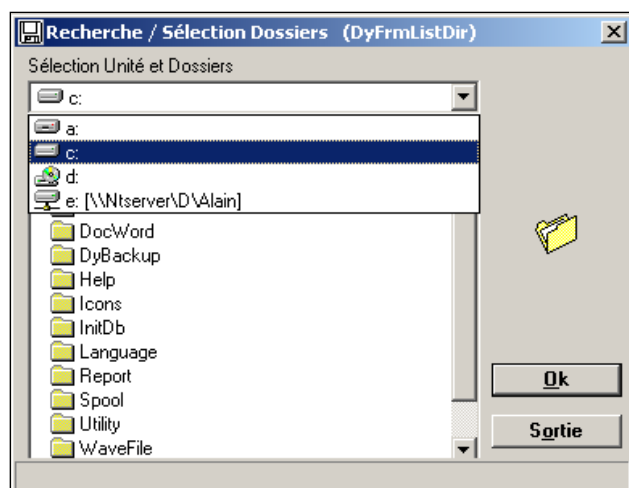 Recherche / Sélection Dossiers (DyFrmListDir)
Sélection Unité et Dossiers
c:
a:
c:
d:
e: [\\Ntserver\D\Alain]
DocWord
DyBackup
Help
Icons
InitDb
Language
Report
Spool
Utility
WaveFile
Ok
Sortie